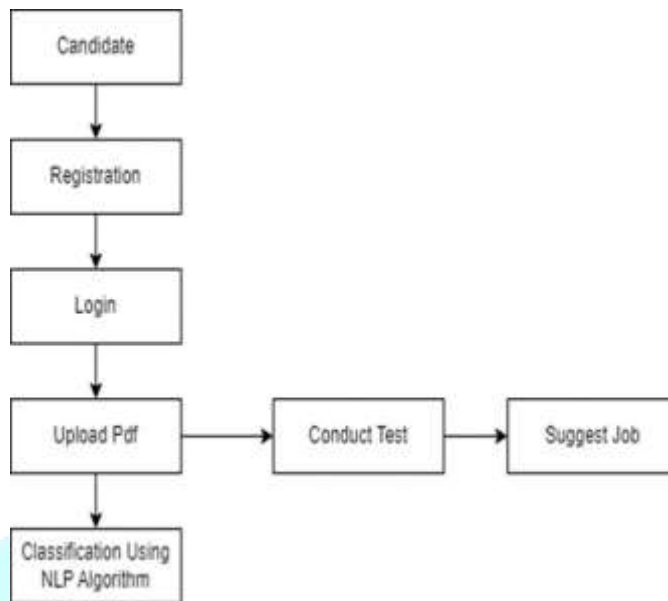 Candidate
Registration
Login
Upload Pdf
Conduct Test
Suggest Job
Classification Using
NLP Algorithm